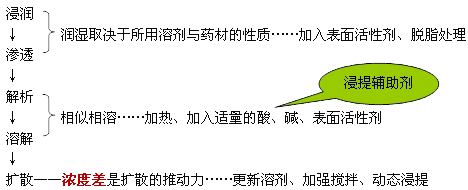 浸润
↓
润湿取决于所用溶剂与药材的性质……加入表面活性剂、脱脂处理
渗透
↓
浸提辅助剂
解析
↓
相似相溶……加热、加入适量的酸、碱、表面活性剂
溶解
↓
扩散——浓度差是扩散的推动力……更新溶剂、加强搅拌、动态浸提